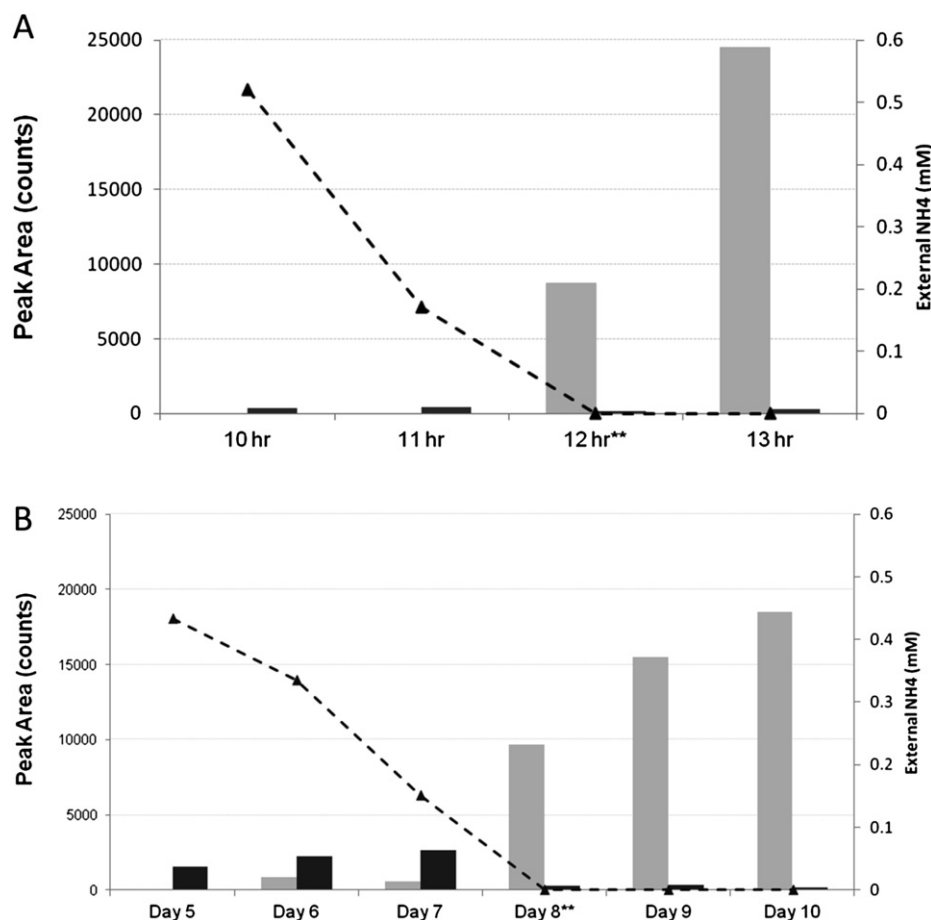 A
Peak Area (counts)
25000
20000
15000
10000
5000
0
0.6
0.5
0.4
0.3
0.2
0.1
0
External NH4 (mM)
10 hr
11 hr
12 hr**
13 hr
B
Peak Area (counts)
25000
20000
15000
10000
5000
0
0.6
0.5
0.4
0.3
0.2
0.1
0
External NH4 (mM)
Day 5
Day 6
Day 7
Day 8**
Day 9
Day 10